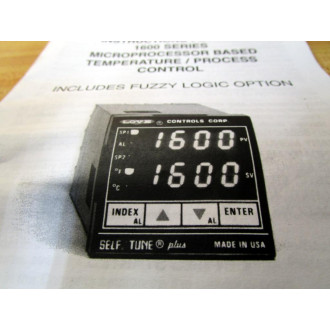 1600 SERIES
MICROPROCESSOR BASED
TEMPERATURE / PROCESS
CONTROL
INCLUDES FUZZY LOGIC OPTION
CONTROLS CORP.
SP1
1600 PV
AL
SP2
°F
1600 SV
°C
INDEX AL
AL
ENTER
SELF TUNE ® plus
MADE IN USA